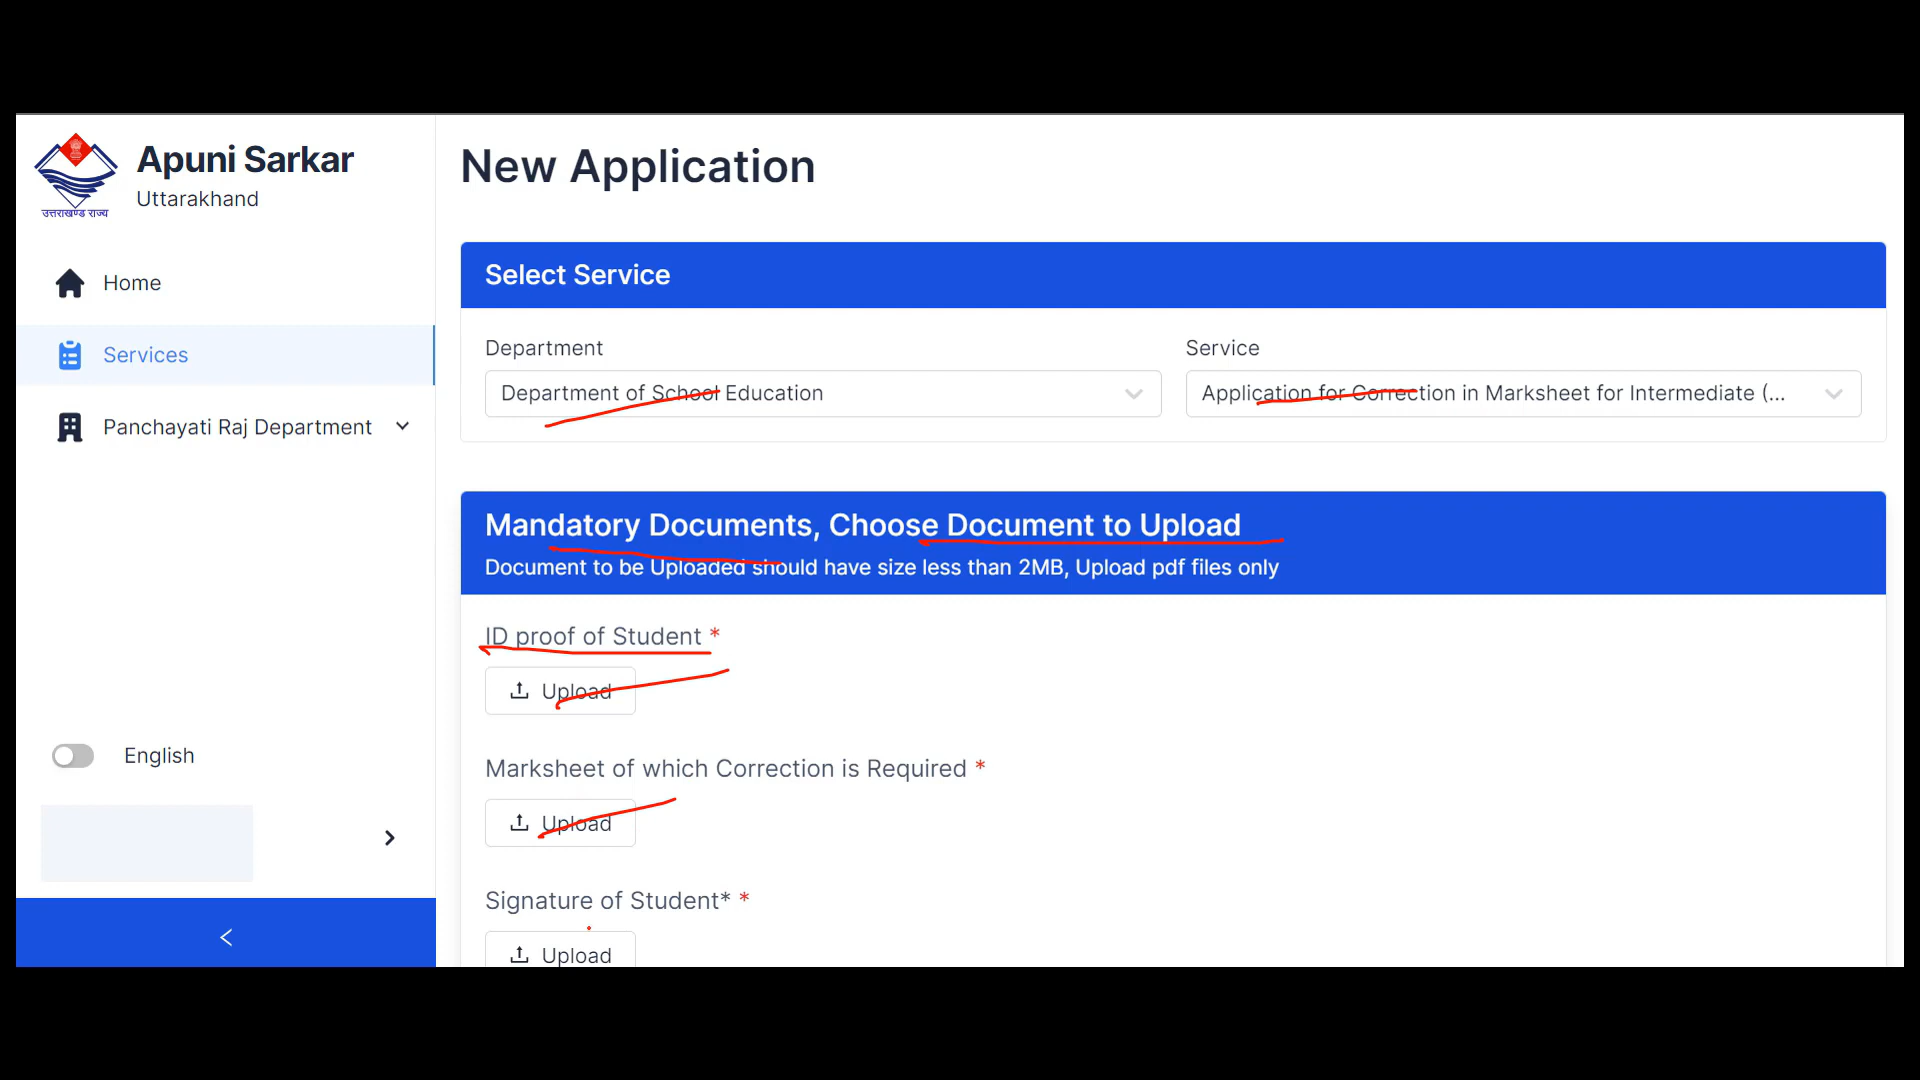 Apuni Sarkar
Uttarakhand
उत्तराखण्ड राज्य
Home
Services
Panchayati Raj Department
English
New Application
Select Service
Department
Service
Department of School Education
Application for Correction in Marksheet for Intermediate (...
Mandatory Documents, Choose Document to Upload
Document to be Uploaded should have size less than 2MB, Upload pdf files only
ID proof of Student *
Upload
Marksheet of which Correction is Required *
Upload
Signature of Student* *
Upload